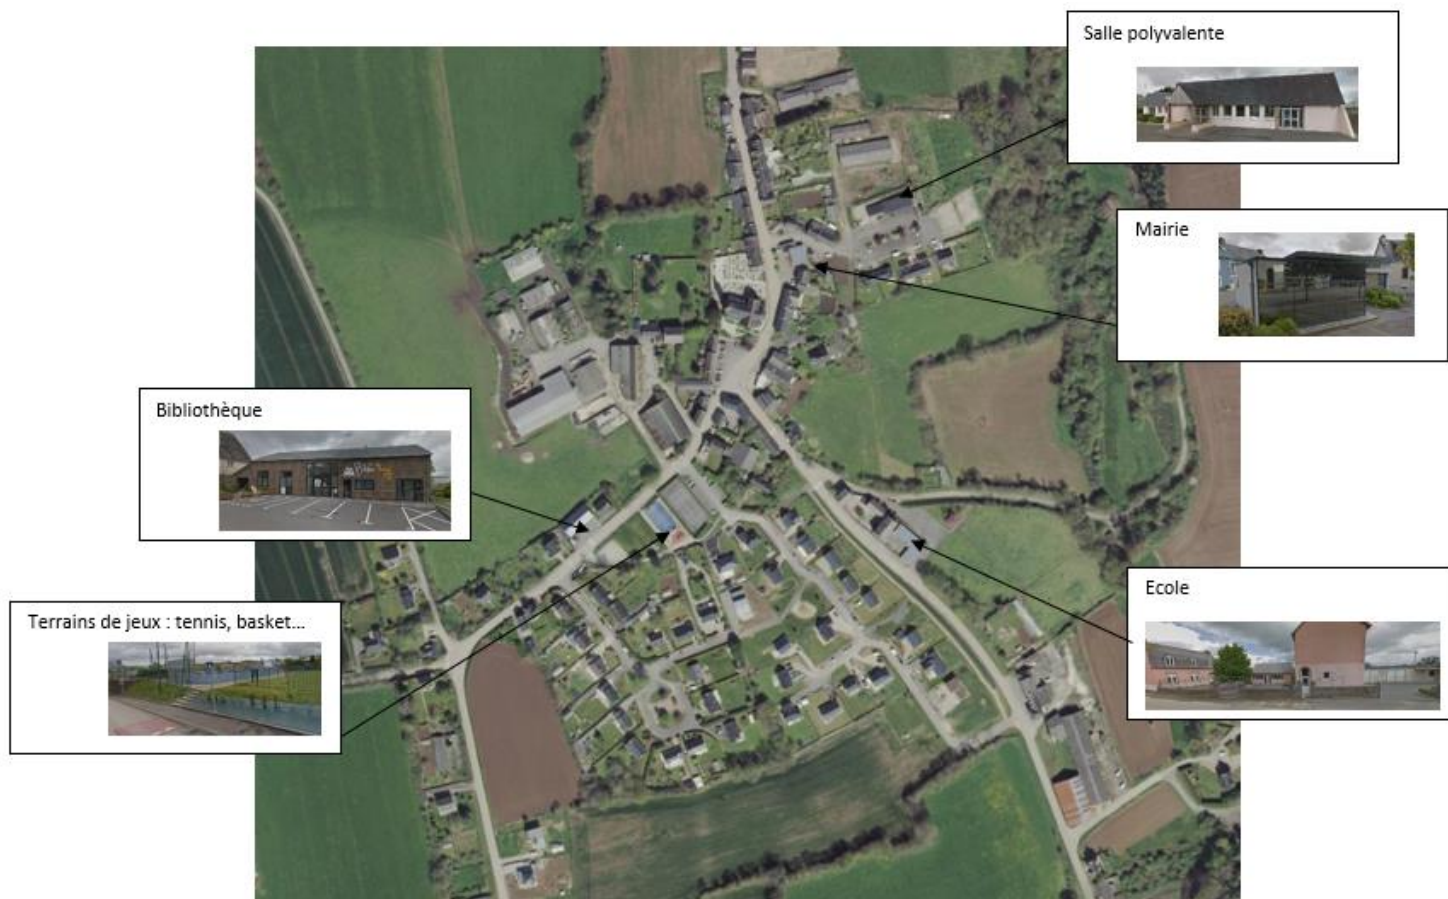 Salle polyvalente
Mairie
Bibliothèque
Terrains de jeux : tennis, basket...
Ecole